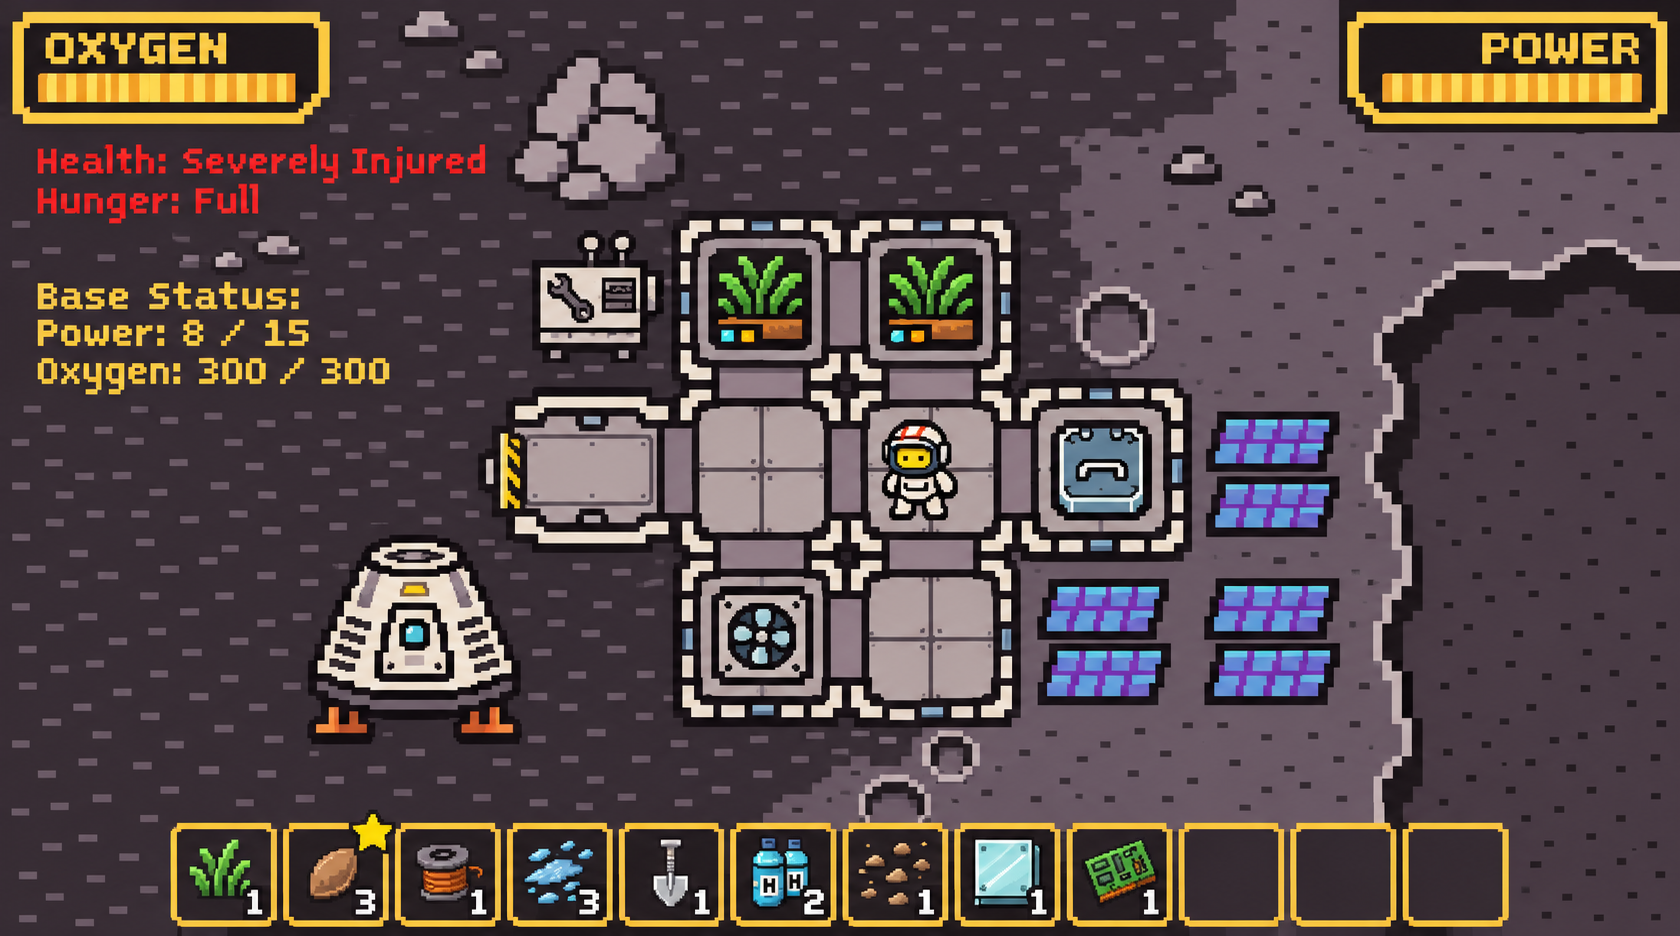 OXYGEN
POWER
Health: Severely Injured
Hunger: Full
Base Status:
Power: 8 / 15
Oxygen: 300 / 300
H H
1 3 1 3 1 2 1 1 1